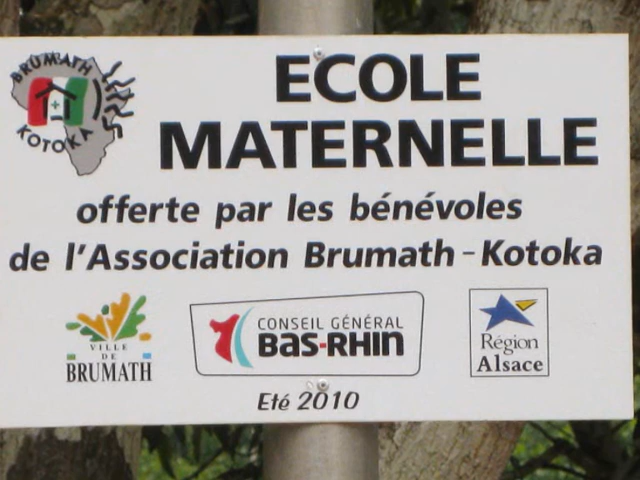 BRUMATH
KOTOKA
ECOLE
MATERNELLE
offerte par les bénévoles
de l'Association Brumath-Kotoka
VILLE
DE
BRUMATH
CONSEIL GÉNÉRAL
BAS-RHIN
Région
Alsace
Eté 2010